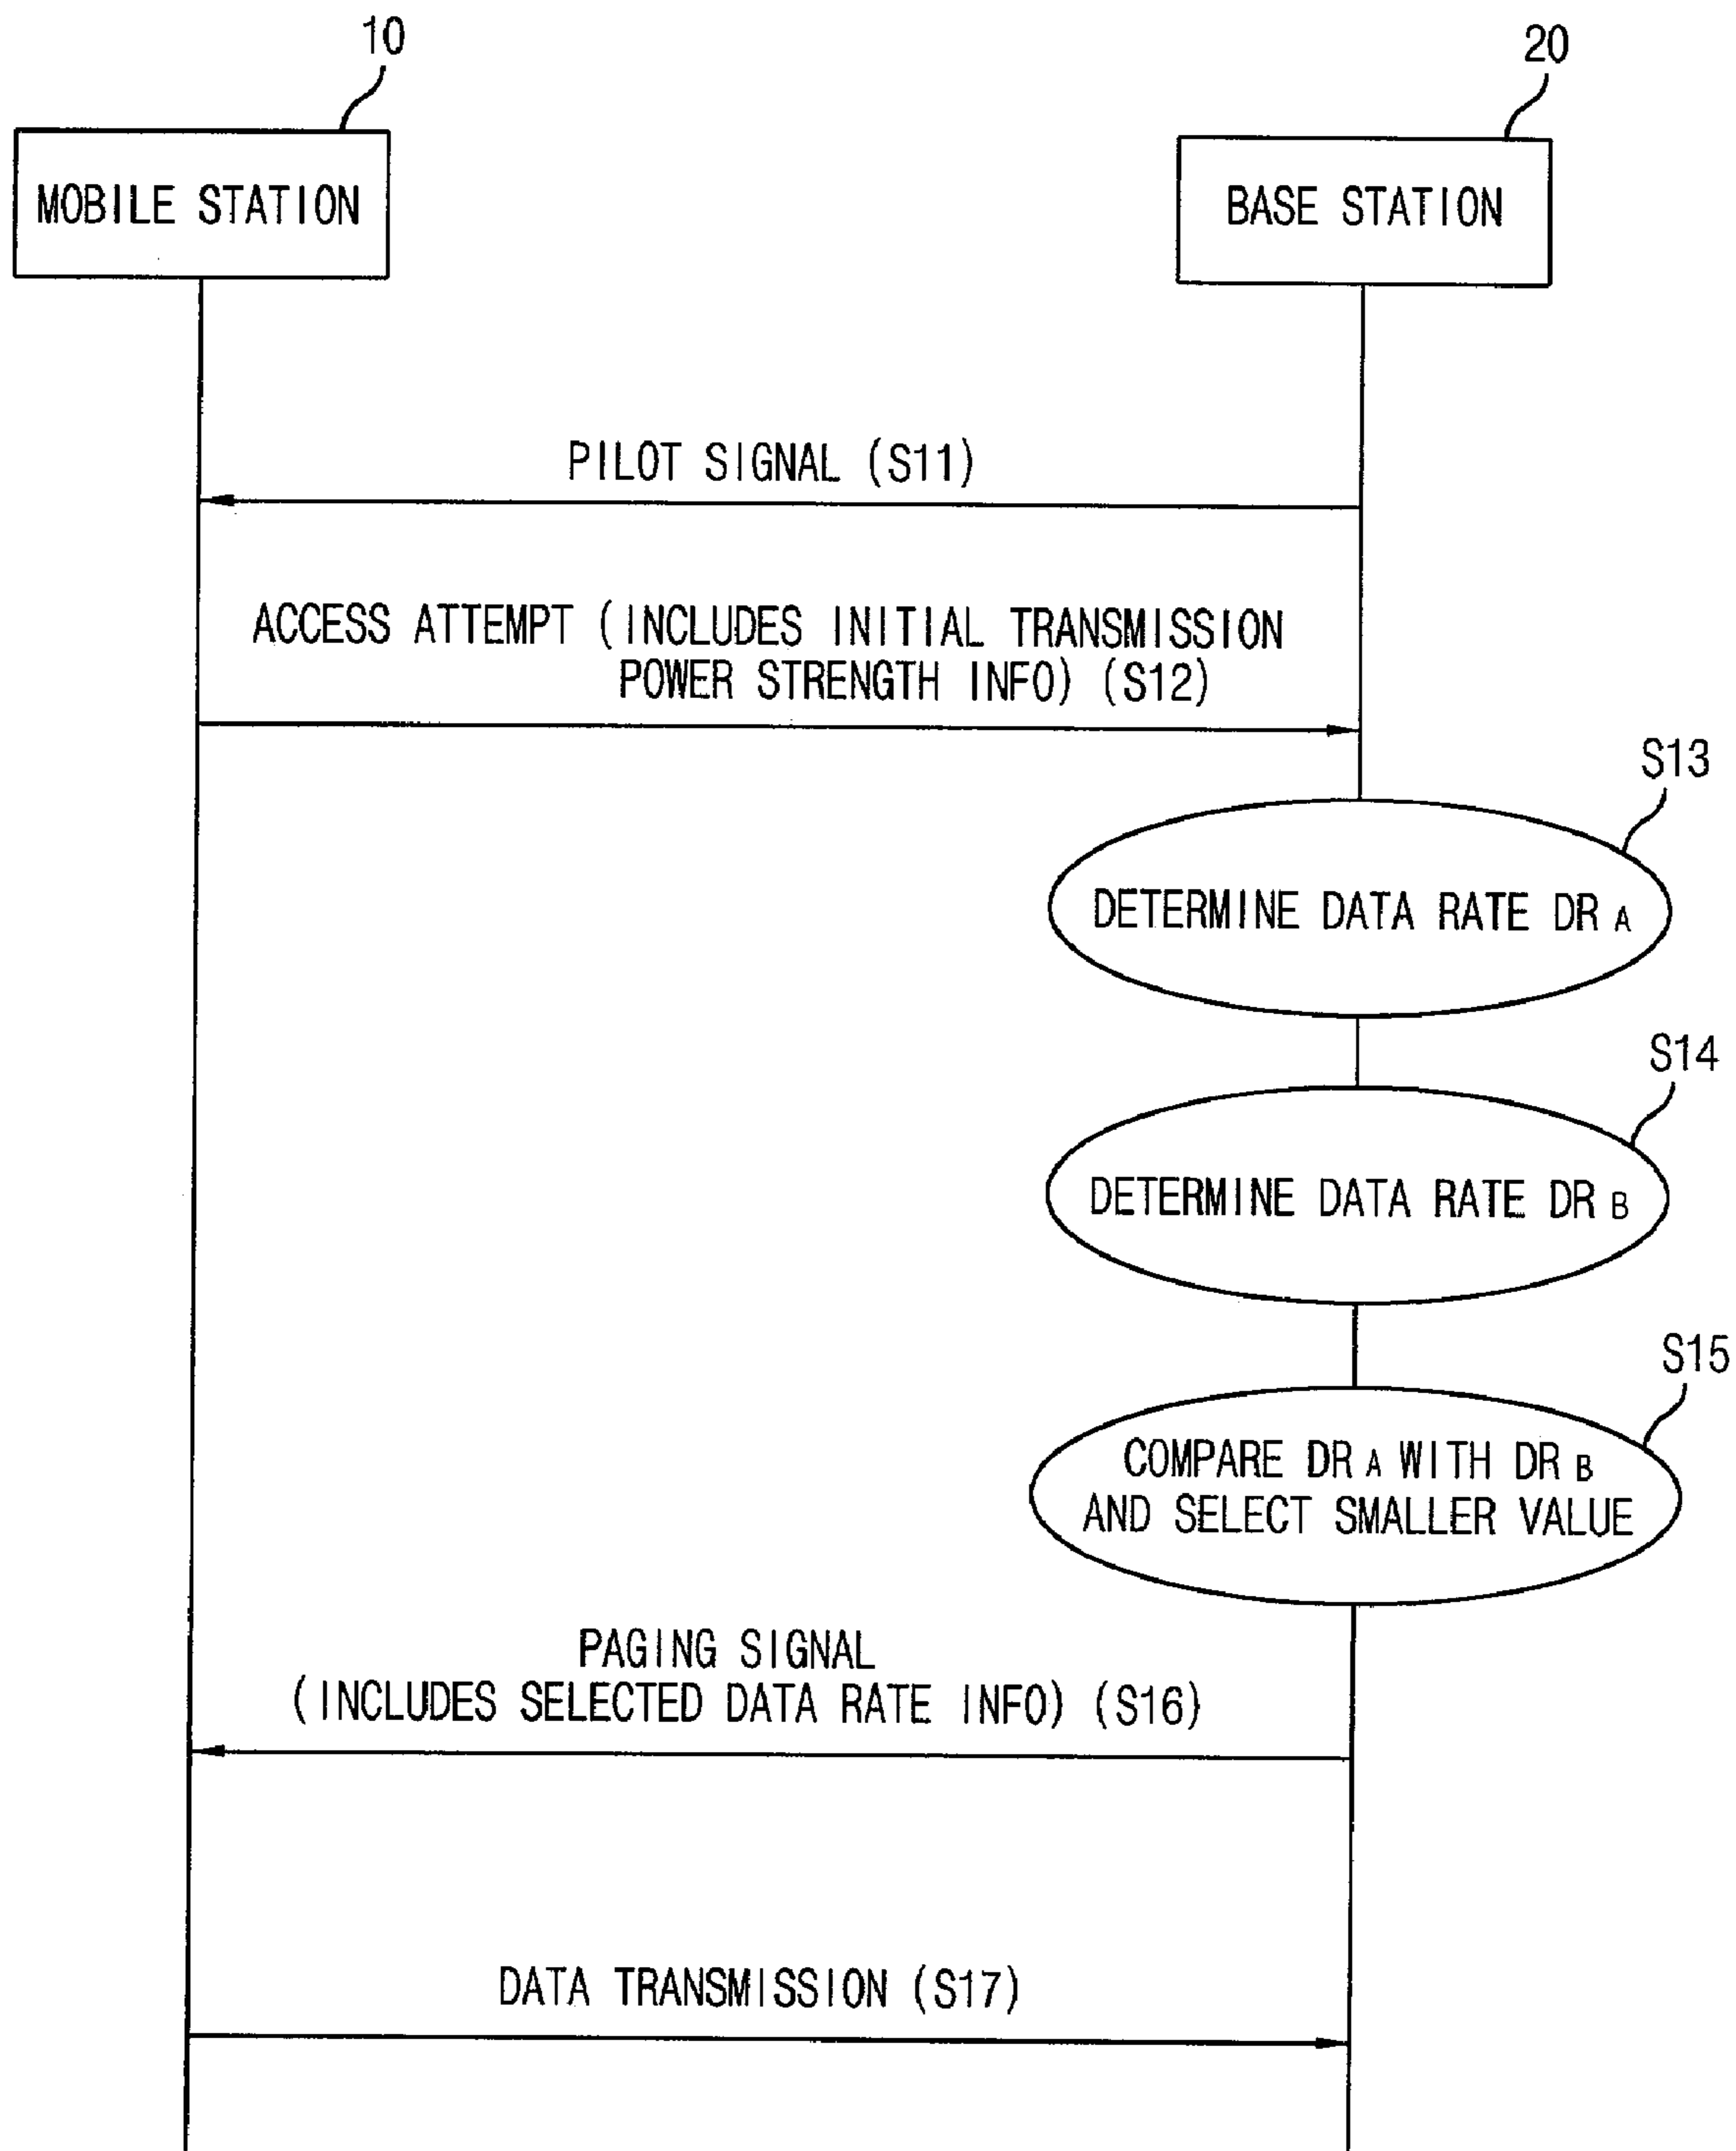 10
20
MOBILE STATION
BASE STATION
PILOT SIGNAL (S11)
ACCESS ATTEMPT (INCLUDES INITIAL TRANSMISSION
POWER STRENGTH INFO) (S12)
S13
DETERMINE DATA RATE DR A
S14
DETERMINE DATA RATE DR B
S15
COMPARE DR A WITH DR B
AND SELECT SMALLER VALUE
PAGING SIGNAL
(INCLUDES SELECTED DATA RATE INFO) (S16)
DATA TRANSMISSION (S17)